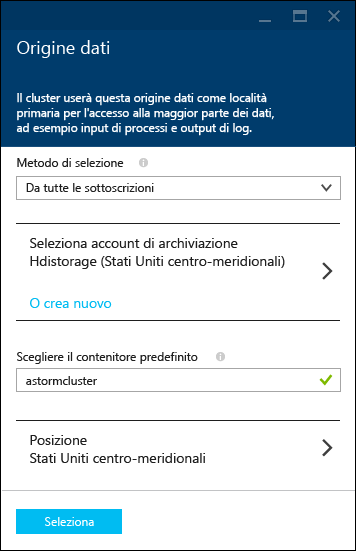 Origine dati
Il cluster userà questa origine dati come località
primaria per l'accesso alla maggior parte dei dati,
ad esempio input di processi e output di log.
Metodo di selezione
Da tutte le sottoscrizioni
Seleziona account di archiviazione
Hdistorage (Stati Uniti centro-meridionali)
O crea nuovo
Scegliere il contenitore predefinito
astormcluster
Posizione
Stati Uniti centro-meridionali
Seleziona